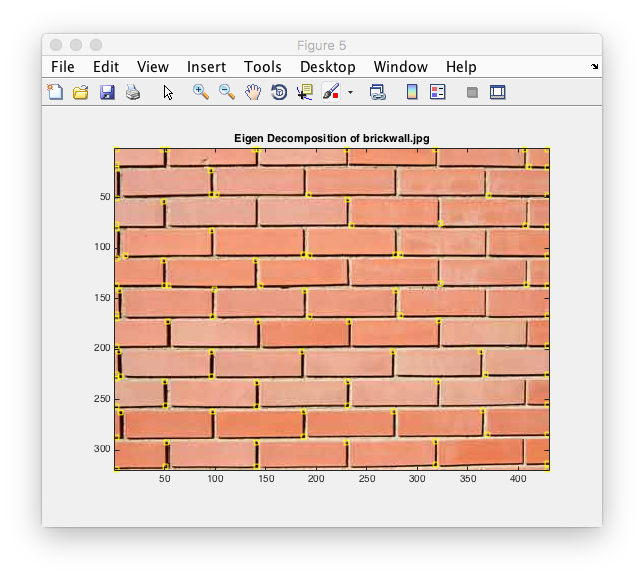 Figure 5
File Edit View Insert Tools Desktop Window Help
Eigen Decomposition of brickwall.jpg
50
100
150
200
250
300
50 100 150 200 250 300 350 400